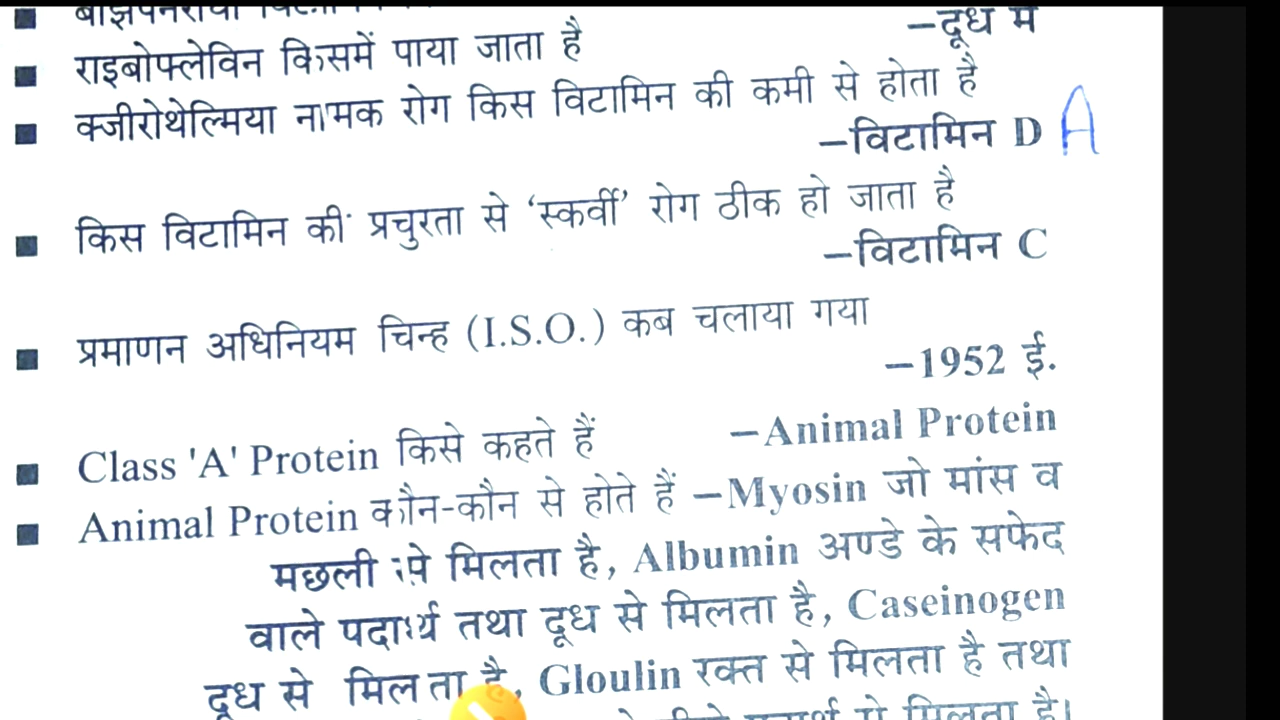 राइबोफ्लेविन किसमें पाया जाता है
–दूध में
क्जीरोथेल्मिया नामक रोग किस विटामिन की कमी से होता है
–विटामिन D A
किस विटामिन की प्रचुरता से ‘स्कर्वी’ रोग ठीक हो जाता है
–विटामिन C
प्रमाणन अधिनियम चिन्ह (I.S.O.) कब चलाया गया
–1952 ई.
Class 'A' Protein किसे कहते हैं –Animal Protein
Animal Protein कौन-कौन से होते हैं –Myosin जो मांस व
मछली से मिलता है, Albumin अण्डे के सफेद
वाले पदार्थ तथा दूध से मिलता है, Caseinogen
दूध से मिलता है, Gloulin रक्त से मिलता है तथा
मिलता है।